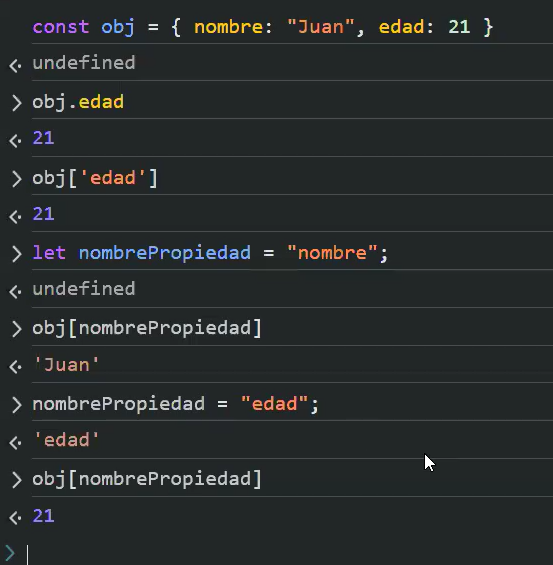 const obj = { nombre: "Juan", edad: 21 }
undefined
obj.edad
21
obj['edad']
21
let nombrePropiedad = "nombre";
undefined
obj[nombrePropiedad]
'Juan'
nombrePropiedad = "edad";
'edad'
obj[nombrePropiedad]
21